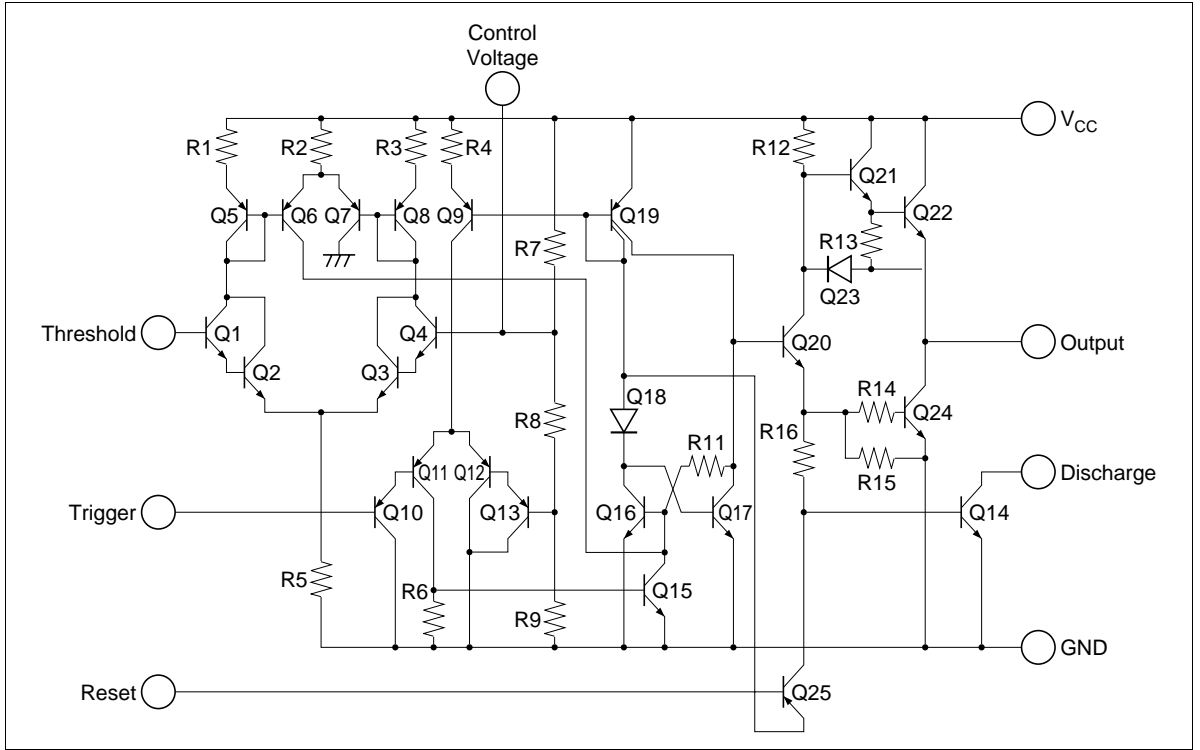 Control
Voltage
VCC
R1
R2
R3
R4
R12
Q21
Q5
Q6
Q7
Q8
Q9
Q19
Q22
R7
R13
Q23
Threshold
Q1
Q4
Q20
Output
Q2
Q3
Q18
R14
Q24
R8
R16
R11
R15
Q11
Q12
Discharge
Trigger
Q10
Q13
Q16
Q17
Q14
R5
R6
Q15
R9
GND
Reset
Q25